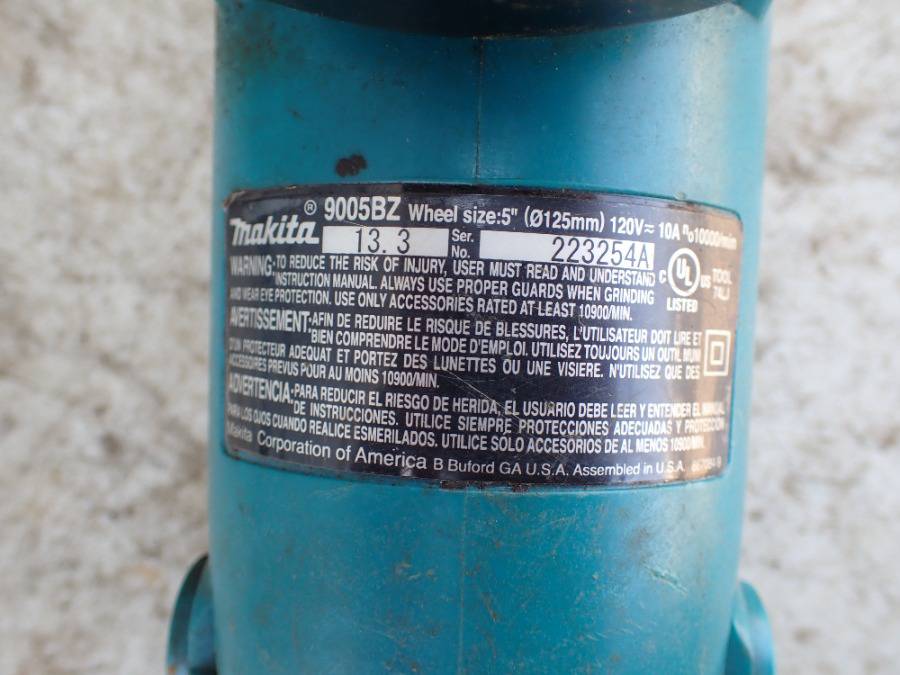 makita® 9005BZ Wheel size:5" (Ø125mm) 120V≂ 10A n₀10000/min
13.3 Ser. No. 223254A
C UL US LISTED TOOL
WARNING:TO REDUCE THE RISK OF INJURY, USER MUST READ AND UNDERSTAND
INSTRUCTION MANUAL. ALWAYS USE PROPER GUARDS WHEN GRINDING
AND WEAR EYE PROTECTION. USE ONLY ACCESSORIES RATED AT LEAST 10900/MIN.
AVERTISSEMENT:AFIN DE REDUIRE LE RISQUE DE BLESSURES, L'UTILISATEUR DOIT LIRE ET
BIEN COMPRENDRE LE MODE D'EMPLOI. UTILISEZ TOUJOURS UN OUTIL MUNI
D'UN PROTECTEUR ADEQUAT ET PORTEZ DES LUNETTES OU UNE VISIERE. N'UTILISEZ QUE DES
ACCESSOIRES PREVUS POUR AU MOINS 10900/MIN.
ADVERTENCIA:PARA REDUCIR EL RIESGO DE HERIDA, EL USUARIO DEBE LEER Y ENTENDER EL MANUAL
DE INSTRUCCIONES. UTILICE SIEMPRE PROTECCIONES ADECUADAS Y PROTECCION
PARA LOS OJOS CUANDO REALICE ESMERILADOS. UTILICE SOLO ACCESORIOS DE AL MENOS 10900/MIN.
Makita Corporation of America B Buford GA U.S.A. Assembled in U.S.A.